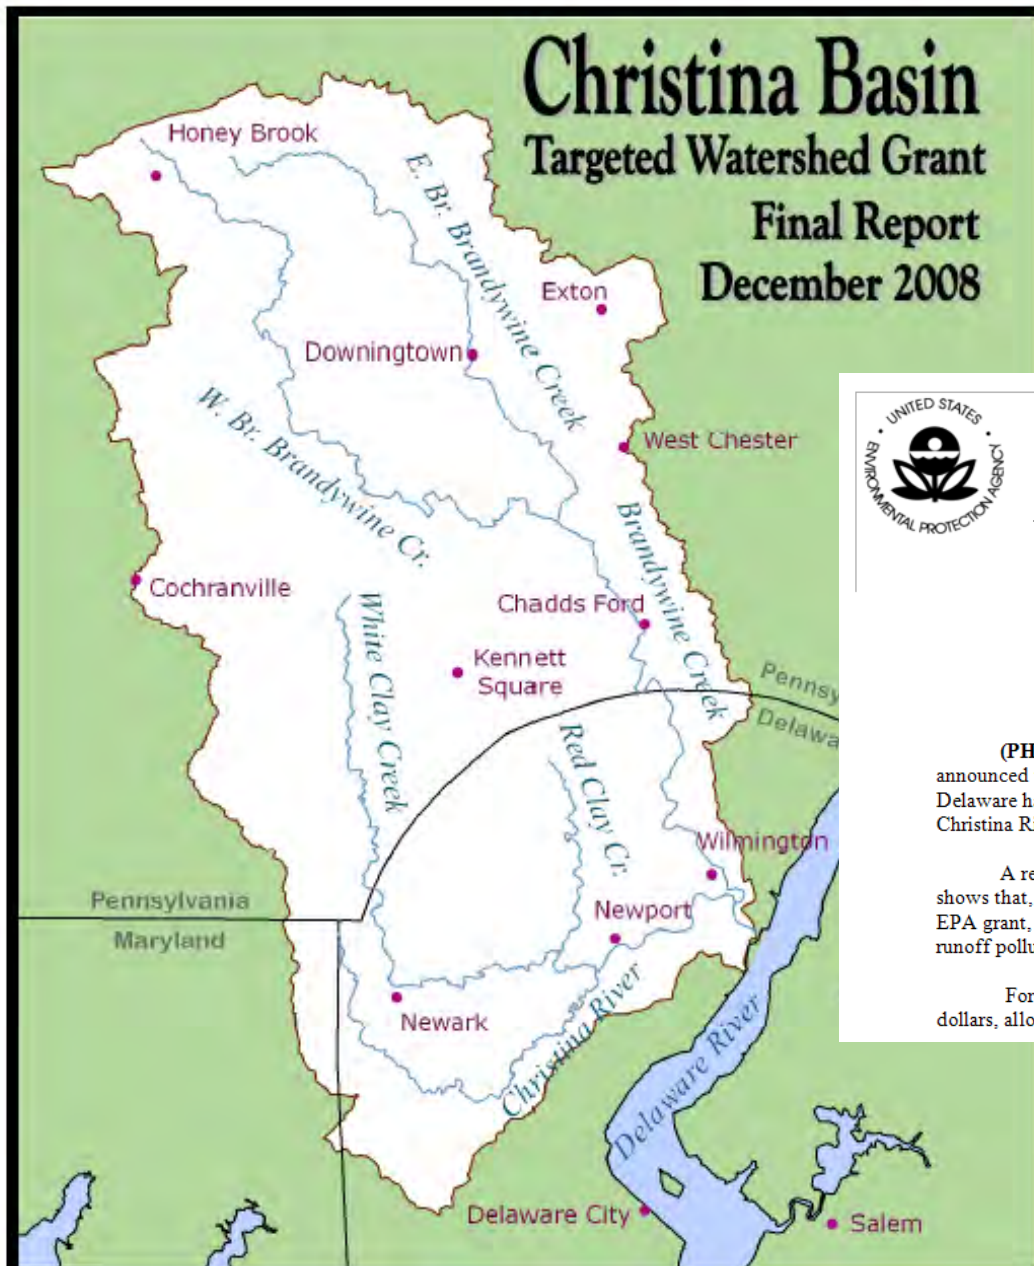 Christina Basin
Targeted Watershed Grant
Final Report
December 2008
Honey Brook
E. Br. Brandywine Creek
Exton
Downingtown
W. Br. Brandywine Cr.
West Chester
Brandywine Creek
Cochranville
White Clay Creek
Chadds Ford
Kennett
Square
Pennsy
Delawa
Red Clay Cr.
Wilmington
Pennsylvania
Maryland
Newport
Newark
Christina River
Delaware River
Delaware City
Salem
UNITED STATES
ENVIRONMENTAL PROTECTION AGENCY
(PH
announced
Delaware ha
Christina Ri
A re
shows that,
EPA grant,
runoff pollu
For
dollars, allo